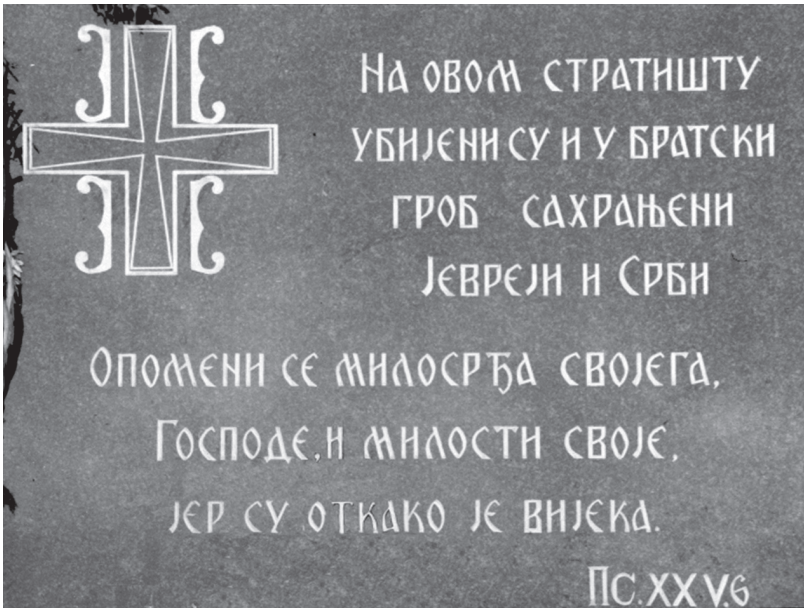 На овом стратишту
убијени су и у братски
гроб сахрањени
Јевреји и Срби
Опомени се милосрђа својега,
Господе, и милости своје,
јер су откако је вијека.
Пс. XXV.6